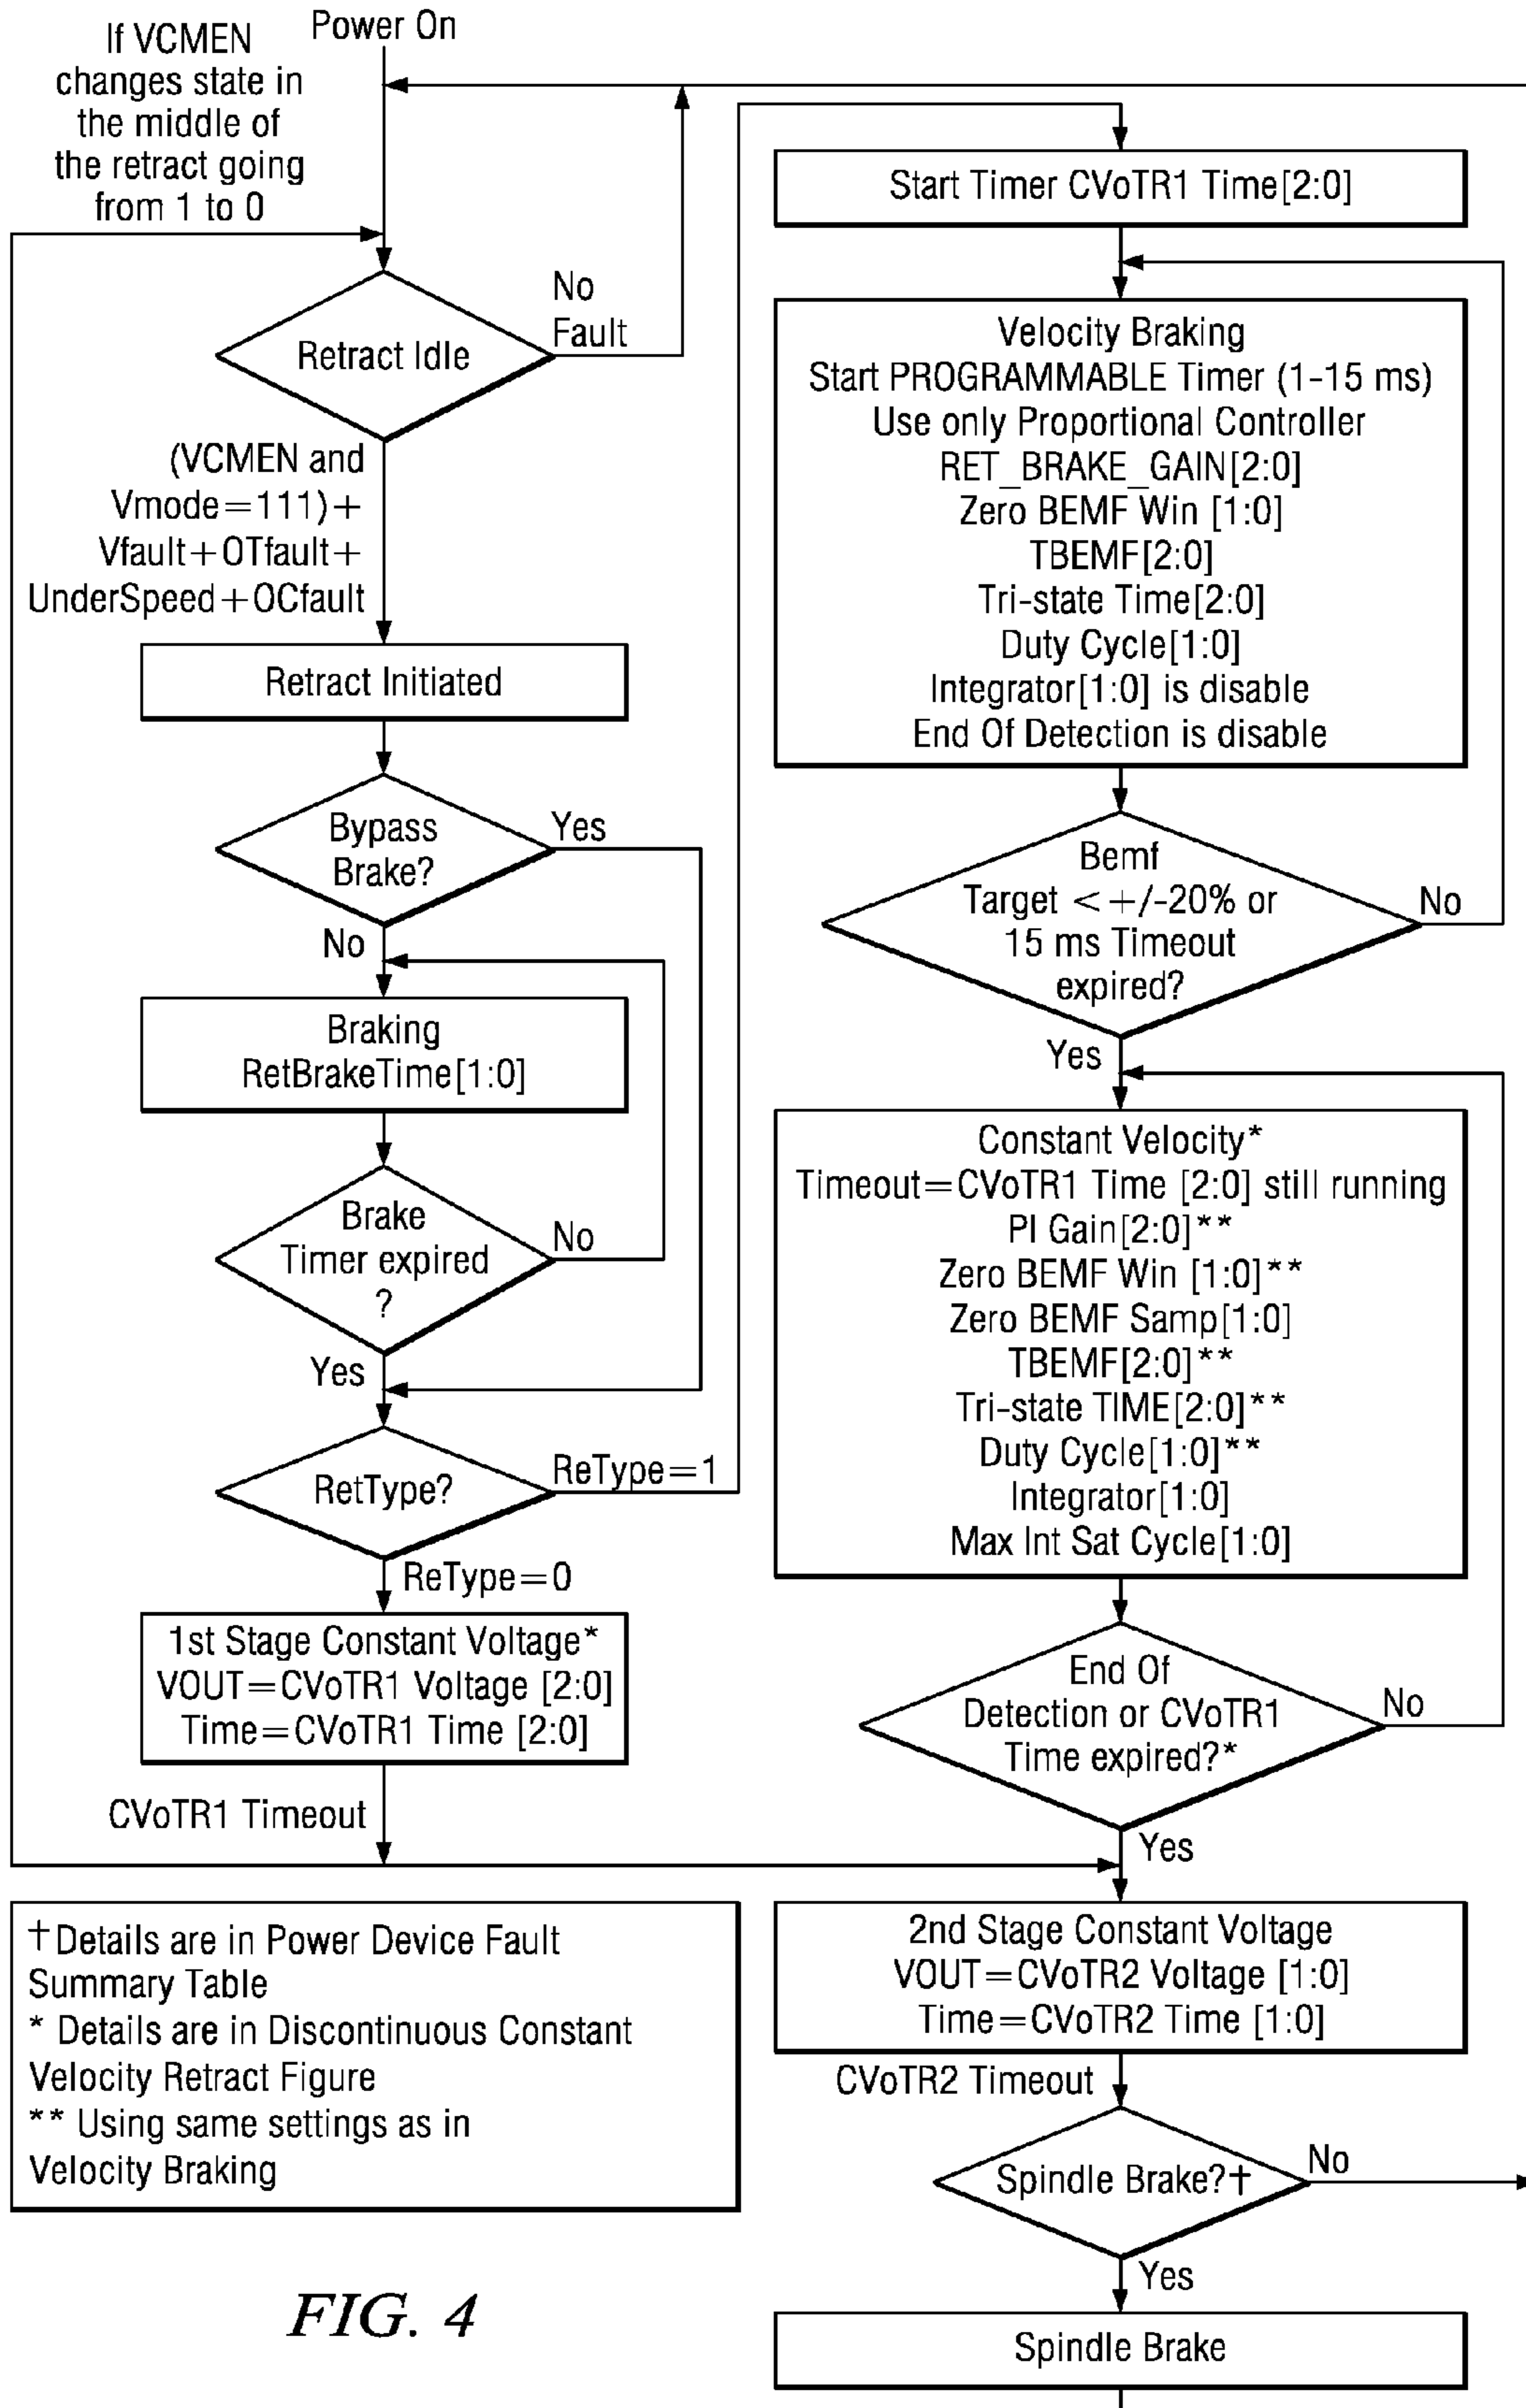 If VCMEN
changes state in
the middle of
the retract going
from 1 to 0
Power On
Retract Idle
No
Fault
(VCMEN and
Vmode=111)+
Vfault+OTfault+
UnderSpeed+OCfault
Retract Initiated
Bypass
Brake?
Yes
No
Braking
RetBrakeTime[1:0]
Brake
Timer expired
?
No
Yes
RetType?
ReType=1
ReType=0
1st Stage Constant Voltage*
VOUT=CVoTR1 Voltage [2:0]
Time=CVoTR1 Time [2:0]
CVoTR1 Timeout
Start Timer CVoTR1 Time[2:0]
Velocity Braking
Start PROGRAMMABLE Timer (1-15 ms)
Use only Proportional Controller
RET_BRAKE_GAIN[2:0]
Zero BEMF Win [1:0]
TBEMF[2:0]
Tri-state Time[2:0]
Duty Cycle[1:0]
Integrator[1:0] is disable
End Of Detection is disable
Bemf
Target < +/-20% or
15 ms Timeout
expired?
No
Yes
Constant Velocity*
Timeout=CVoTR1 Time [2:0] still running
PI Gain[2:0]**
Zero BEMF Win [1:0]**
Zero BEMF Samp[1:0]
TBEMF[2:0]**
Tri-state TIME[2:0]**
Duty Cycle[1:0]**
Integrator[1:0]
Max Int Sat Cycle[1:0]
End Of
Detection or CVoTR1
Time expired?*
No
Yes
2nd Stage Constant Voltage
VOUT=CVoTR2 Voltage [1:0]
Time=CVoTR2 Time [1:0]
CVoTR2 Timeout
Spindle Brake?†
No
Yes
Spindle Brake
† Details are in Power Device Fault
Summary Table
* Details are in Discontinuous Constant
Velocity Retract Figure
** Using same settings as in
Velocity Braking
FIG. 4